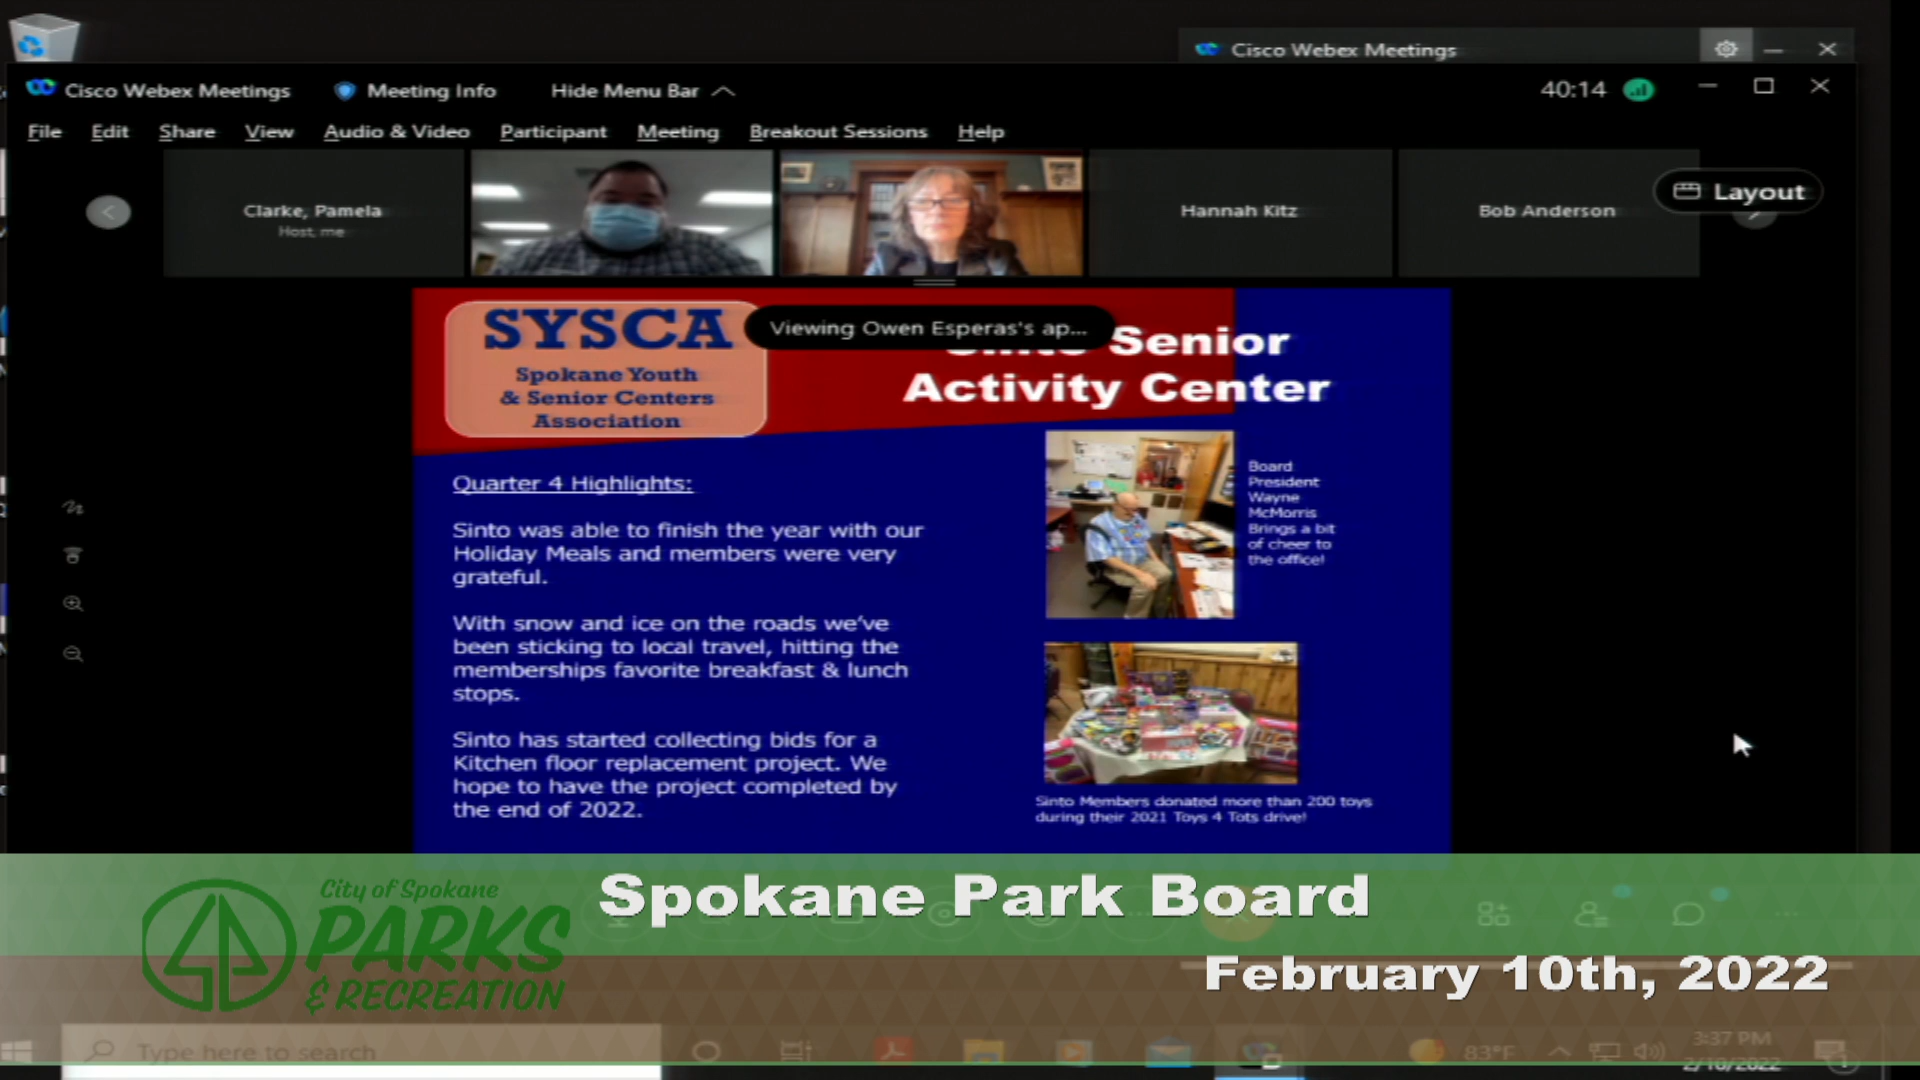 Cisco Webex Meetings
Cisco Webex Meetings
Meeting Info
Hide Menu Bar
40:14
File Edit Share View Audio & Video Participant Meeting Breakout Sessions Help
Clarke, Pamela
Host, me
Hannah Kitz
Bob Anderson
Layout
Viewing Owen Esperas's ap...
SYSCA
Spokane Youth
& Senior Centers
Association
Senior
Activity Center
Quarter 4 Highlights:
Sinto was able to finish the year with our
Holiday Meals and members were very
grateful.
With snow and ice on the roads we've
been sticking to local travel, hitting the
memberships favorite breakfast & lunch
stops.
Sinto has started collecting bids for a
Kitchen floor replacement project. We
hope to have the project completed by
the end of 2022.
Board
President
Wayne
McMorris
Brings a bit
of cheer to
the office!
Sinto Members donated more than 200 toys
during their 2021 Toys 4 Tots drive!
City of Spokane
PARKS
& RECREATION
Spokane Park Board
February 10th, 2022
Type here to search
83°F
3:37 PM
2/10/2022